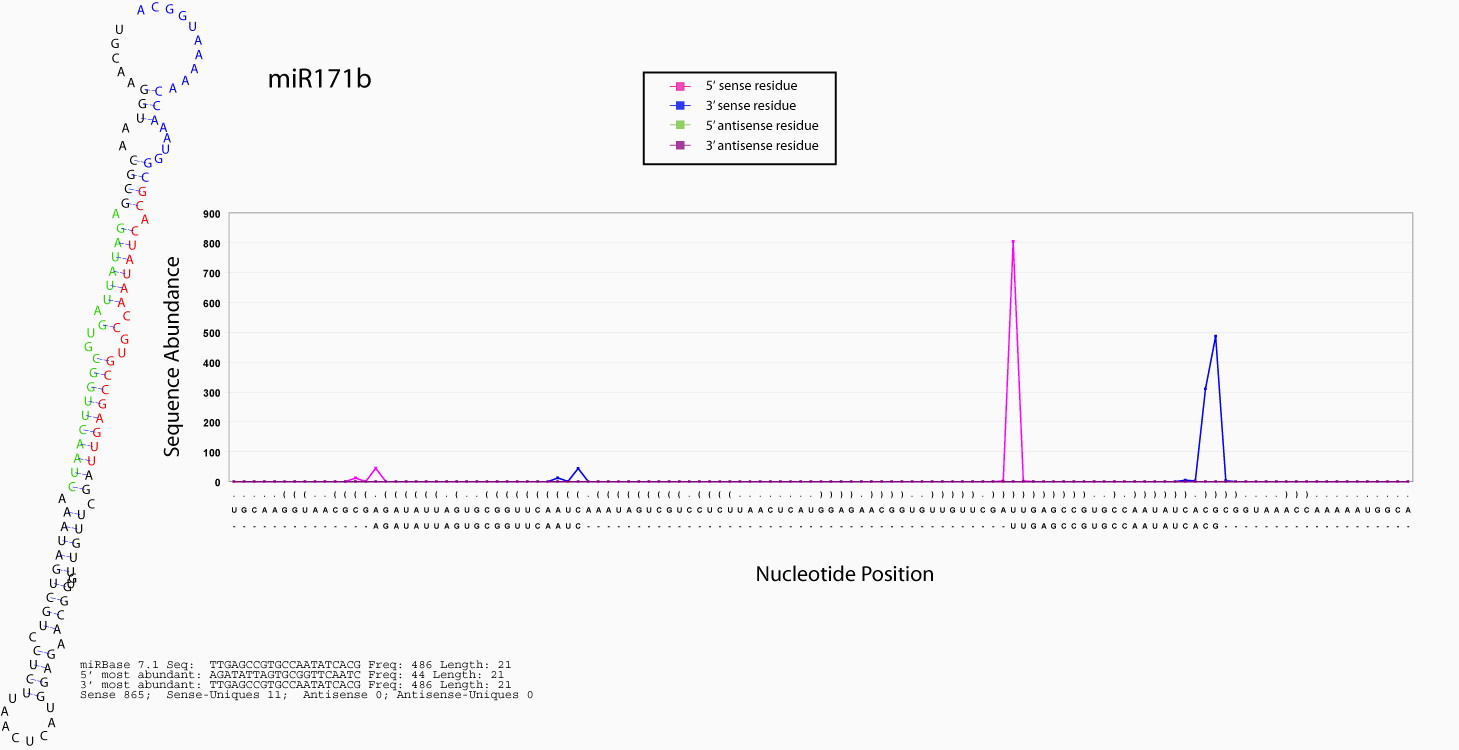 miR171b
5' sense residue
3' sense residue
5' antisense residue
3' antisense residue
Sequence Abundance
900
800
700
600
500
400
300
200
100
0
UGCAAGGUAACGCGAGAUAUUAGUGCGGUUCAAUCAAAUAGUCGUCCUCUUAACUCAUGGAGAACGGUGUUGUUCGAUUGAGCCGUGCCAAUAUCACGCGGUAAACCAAAAAUGGCA
AGAUAUUAGUGCGGUUCAAUC UUGAGCCGUGCCAAUAUCACG
Nucleotide Position
miRBase 7.1 Seq: TTGAGCCGTGCCAATATCACG Freq: 486 Length: 21
5' most abundant: AGATATTAGTGCGGTTCAATC Freq: 44 Length: 21
3' most abundant: TTGAGCCGTGCCAATATCACG Freq: 486 Length: 21
Sense 865; Sense-Uniques 11; Antisense 0; Antisense-Uniques 0